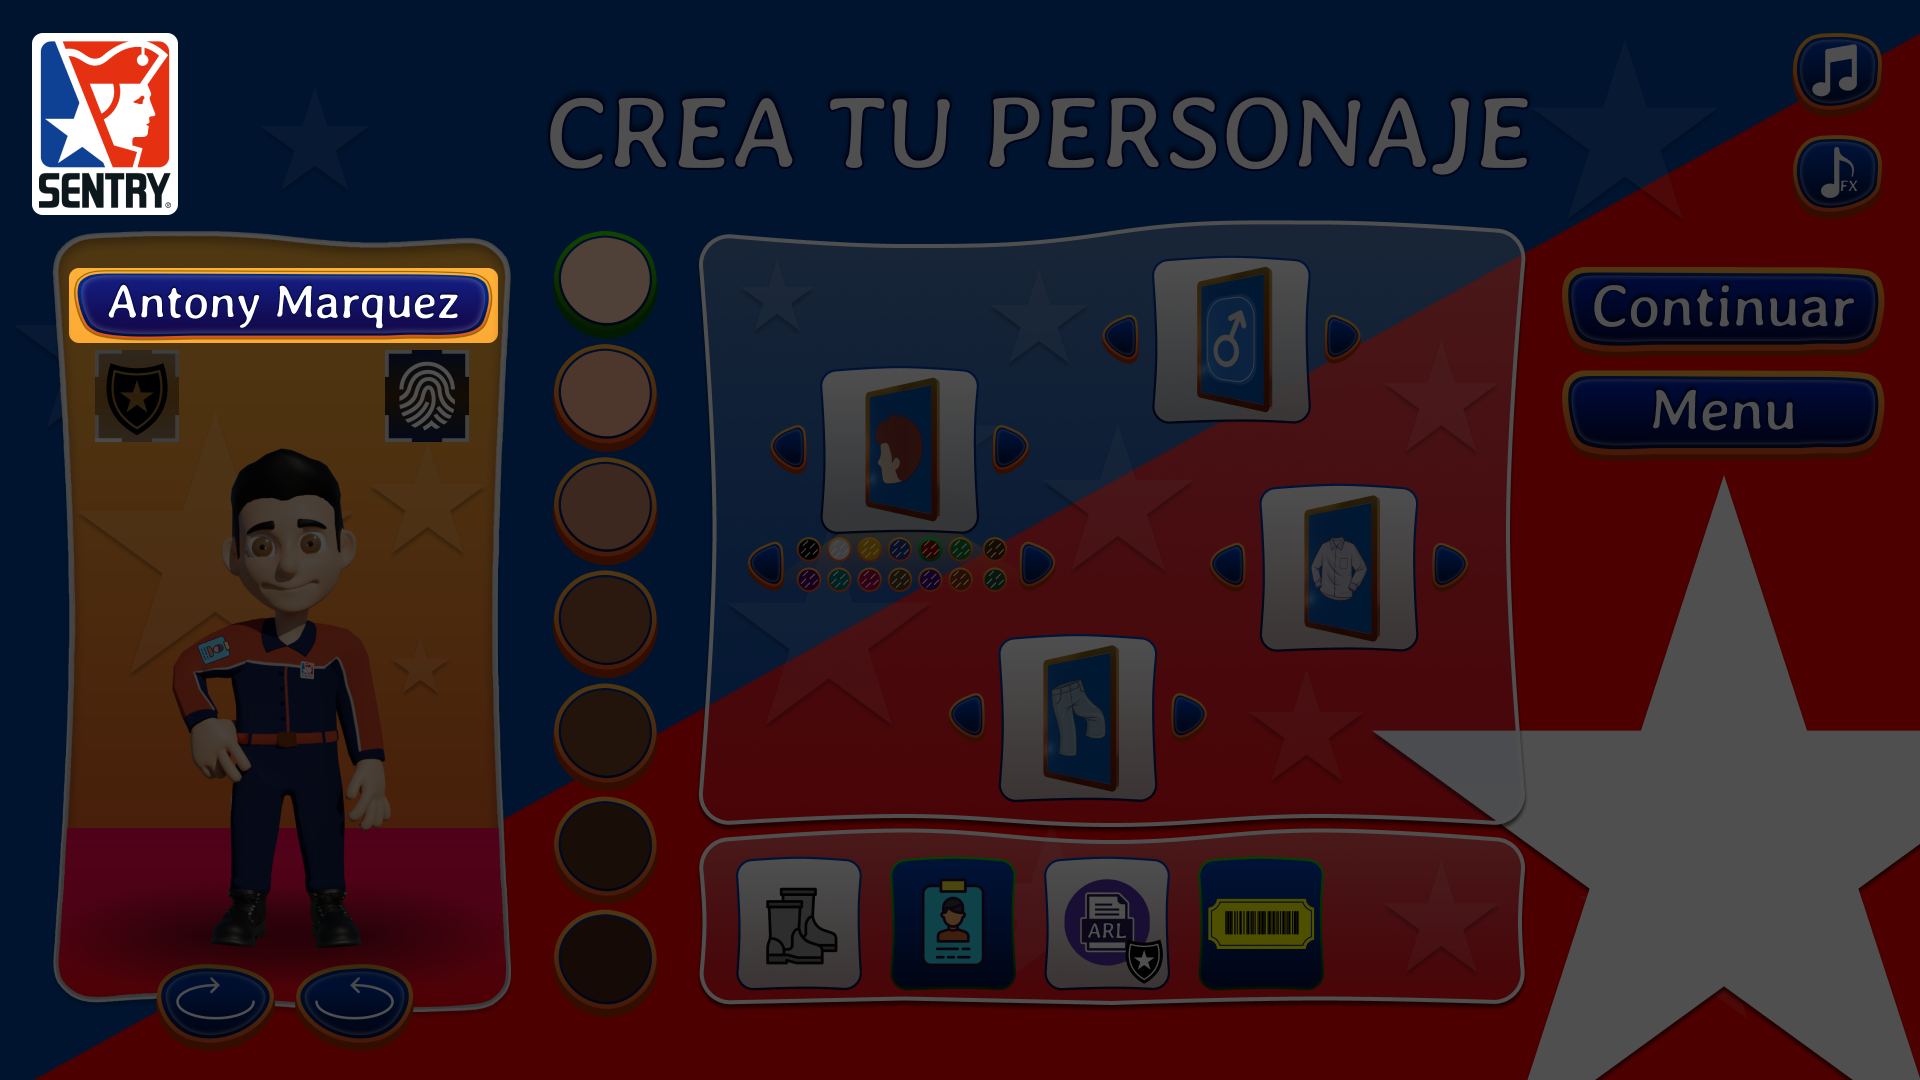 SENTRY®
CREA TU PERSONAJE
FX
Antony Marquez
Continuar
Menu
ARL